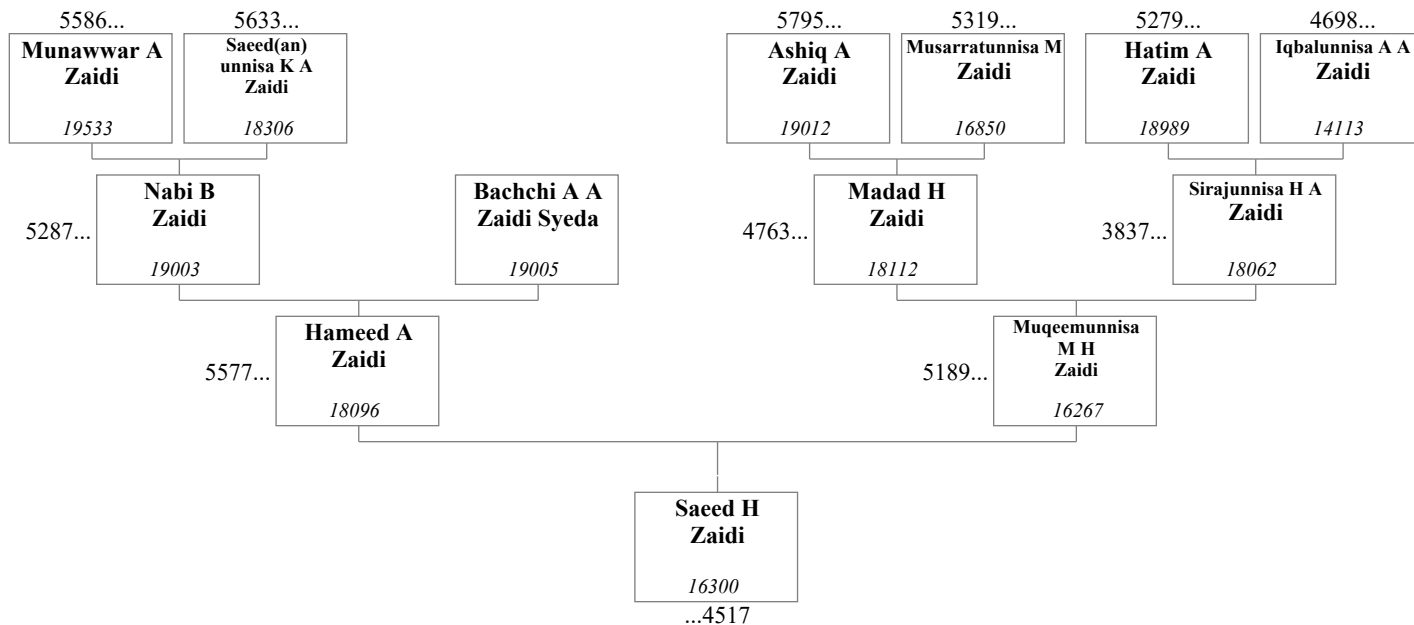 5586...
5633...
5795...
5319...
5279...
4698...
Munawwar A
Zaidi
19533
Saeed(an)
unnisa K A
Zaidi
18306
Ashiq A
Zaidi
19012
Musarratunnisa M
Zaidi
16850
Hatim A
Zaidi
18989
Iqbalunnisa A A
Zaidi
14113
5287...
Nabi B
Zaidi
19003
Bachchi A A
Zaidi Syeda
19005
4763...
Madad H
Zaidi
18112
3837...
Sirajunnisa H A
Zaidi
18062
5577...
Hameed A
Zaidi
18096
5189...
Muqeemunnisa
M H
Zaidi
16267
Saeed H
Zaidi
16300
...4517